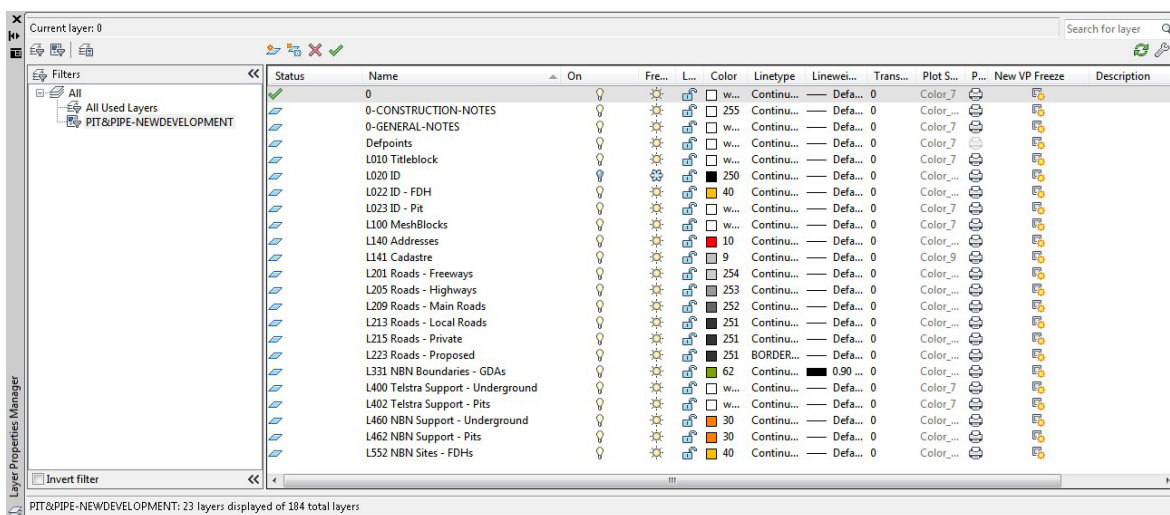 Current layer: 0
Search for layer
Filters
All
All Used Layers
PIT&PIPE-NEWDEVELOPMENT
Status Name On Fre... L... Color Linetype Linewei... Trans... Plot S... P... New VP Freeze Description
0 w... Continu... Defa... 0 Color_7
0-CONSTRUCTION-NOTES 255 Continu... Defa... 0 Color_...
0-GENERAL-NOTES w... Continu... Defa... 0 Color_7
Defpoints w... Continu... Defa... 0 Color_7
L010 Titleblock w... Continu... Defa... 0 Color_7
L020 ID 250 Continu... Defa... 0 Color_...
L022 ID - FDH 40 Continu... Defa... 0 Color_...
L023 ID - Pit w... Continu... Defa... 0 Color_7
L100 MeshBlocks w... Continu... Defa... 0 Color_7
L140 Addresses 10 Continu... Defa... 0 Color_...
L141 Cadastre 9 Continu... Defa... 0 Color_9
L201 Roads - Freeways 254 Continu... Defa... 0 Color_...
L205 Roads - Highways 253 Continu... Defa... 0 Color_...
L209 Roads - Main Roads 252 Continu... Defa... 0 Color_...
L213 Roads - Local Roads 251 Continu... Defa... 0 Color_...
L215 Roads - Private 251 Continu... Defa... 0 Color_...
L223 Roads - Proposed 251 BORDER... Defa... 0 Color_...
L331 NBN Boundaries - GDAs 62 Continu... 0.90 ... 0 Color_...
L400 Telstra Support - Underground w... Continu... Defa... 0 Color_7
L402 Telstra Support - Pits w... Continu... Defa... 0 Color_7
L460 NBN Support - Underground 30 Continu... Defa... 0 Color_...
L462 NBN Support - Pits 30 Continu... Defa... 0 Color_...
L552 NBN Sites - FDHs 40 Continu... Defa... 0 Color_...
Invert filter
Layer Properties Manager
PIT&PIPE-NEWDEVELOPMENT: 23 layers displayed of 184 total layers